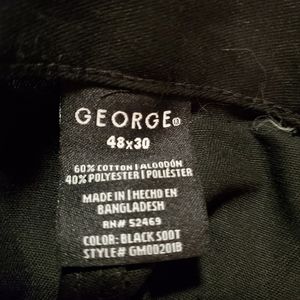 GEORGE®
48x30
60% COTTON | ALGODÓN
40% POLYESTER | POLIÉSTER
MADE IN | HECHO EN
BANGLADESH
RN# 52469
COLOR: BLACK SOOT
STYLE# GM00201B